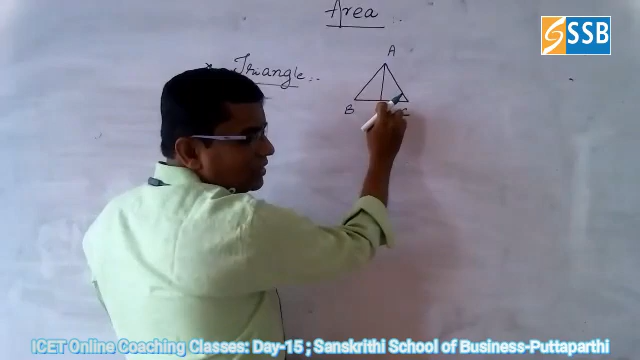 Area
SSB
* Triangle :-
A
B
C
ICET Online Coaching Classes: Day-15 ; Sanskrithi School of Business-Puttaparthi